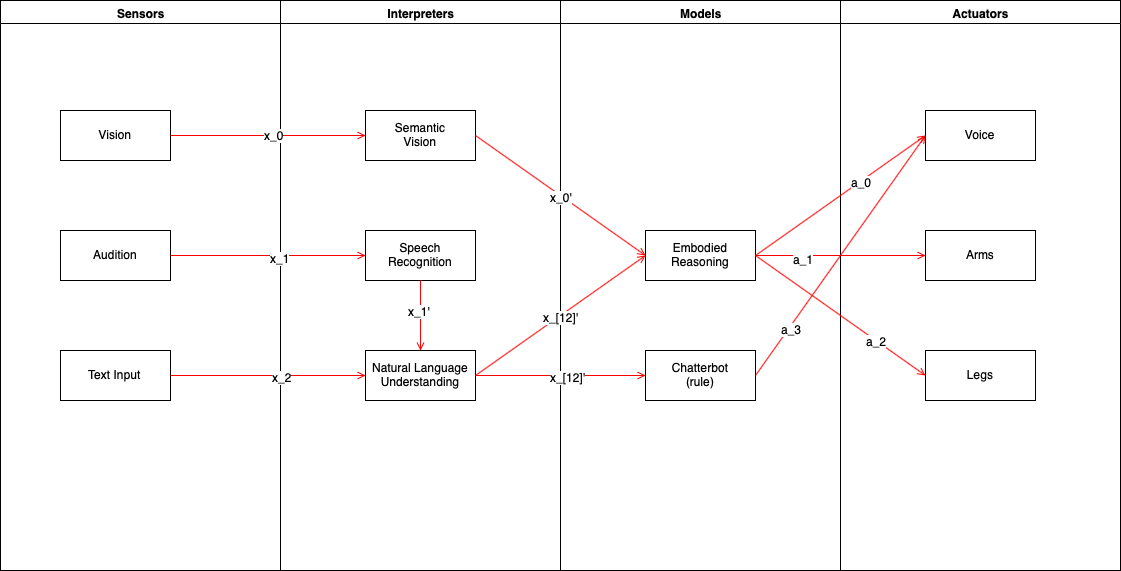 Sensors
Interpreters
Models
Actuators
Vision
x_0
Semantic
Vision
x_0'
a_0
Voice
Audition
x_1
Speech
Recognition
Embodied
Reasoning
a_1
Arms
x_1'
x_[12]'
a_3
a_2
Text Input
x_2
Natural Language
Understanding
x_[12]'
Chatterbot
(rule)
Legs